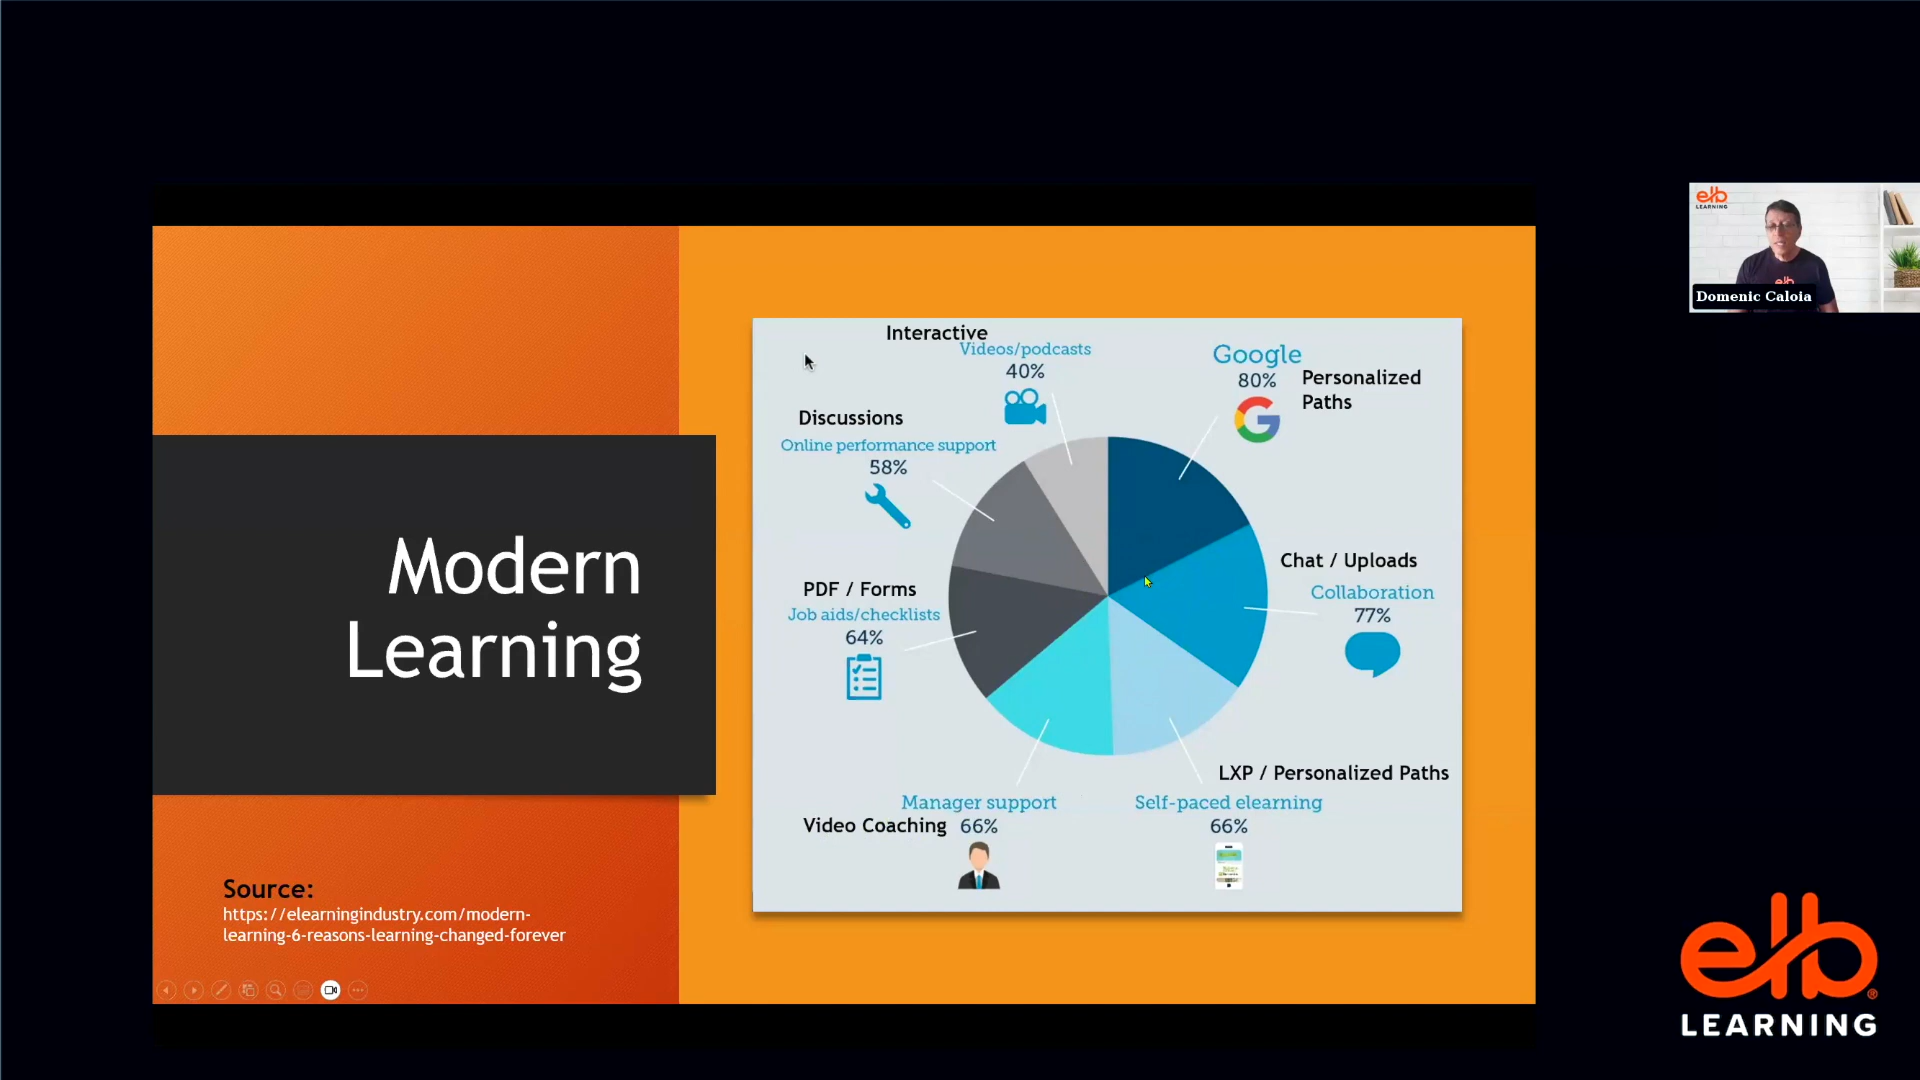 elb
LEARNING
Domenic Caloia
Modern
Learning
Source:
https://elearningindustry.com/modern-
learning-6-reasons-learning-changed-forever
Interactive
Videos/podcasts
40%
Google
80%
Personalized
Paths
Discussions
Online performance support
58%
Chat / Uploads
Collaboration
77%
PDF / Forms
Job aids/checklists
64%
LXP / Personalized Paths
Self-paced elearning
66%
Manager support
Video Coaching 66%
elb®
LEARNING